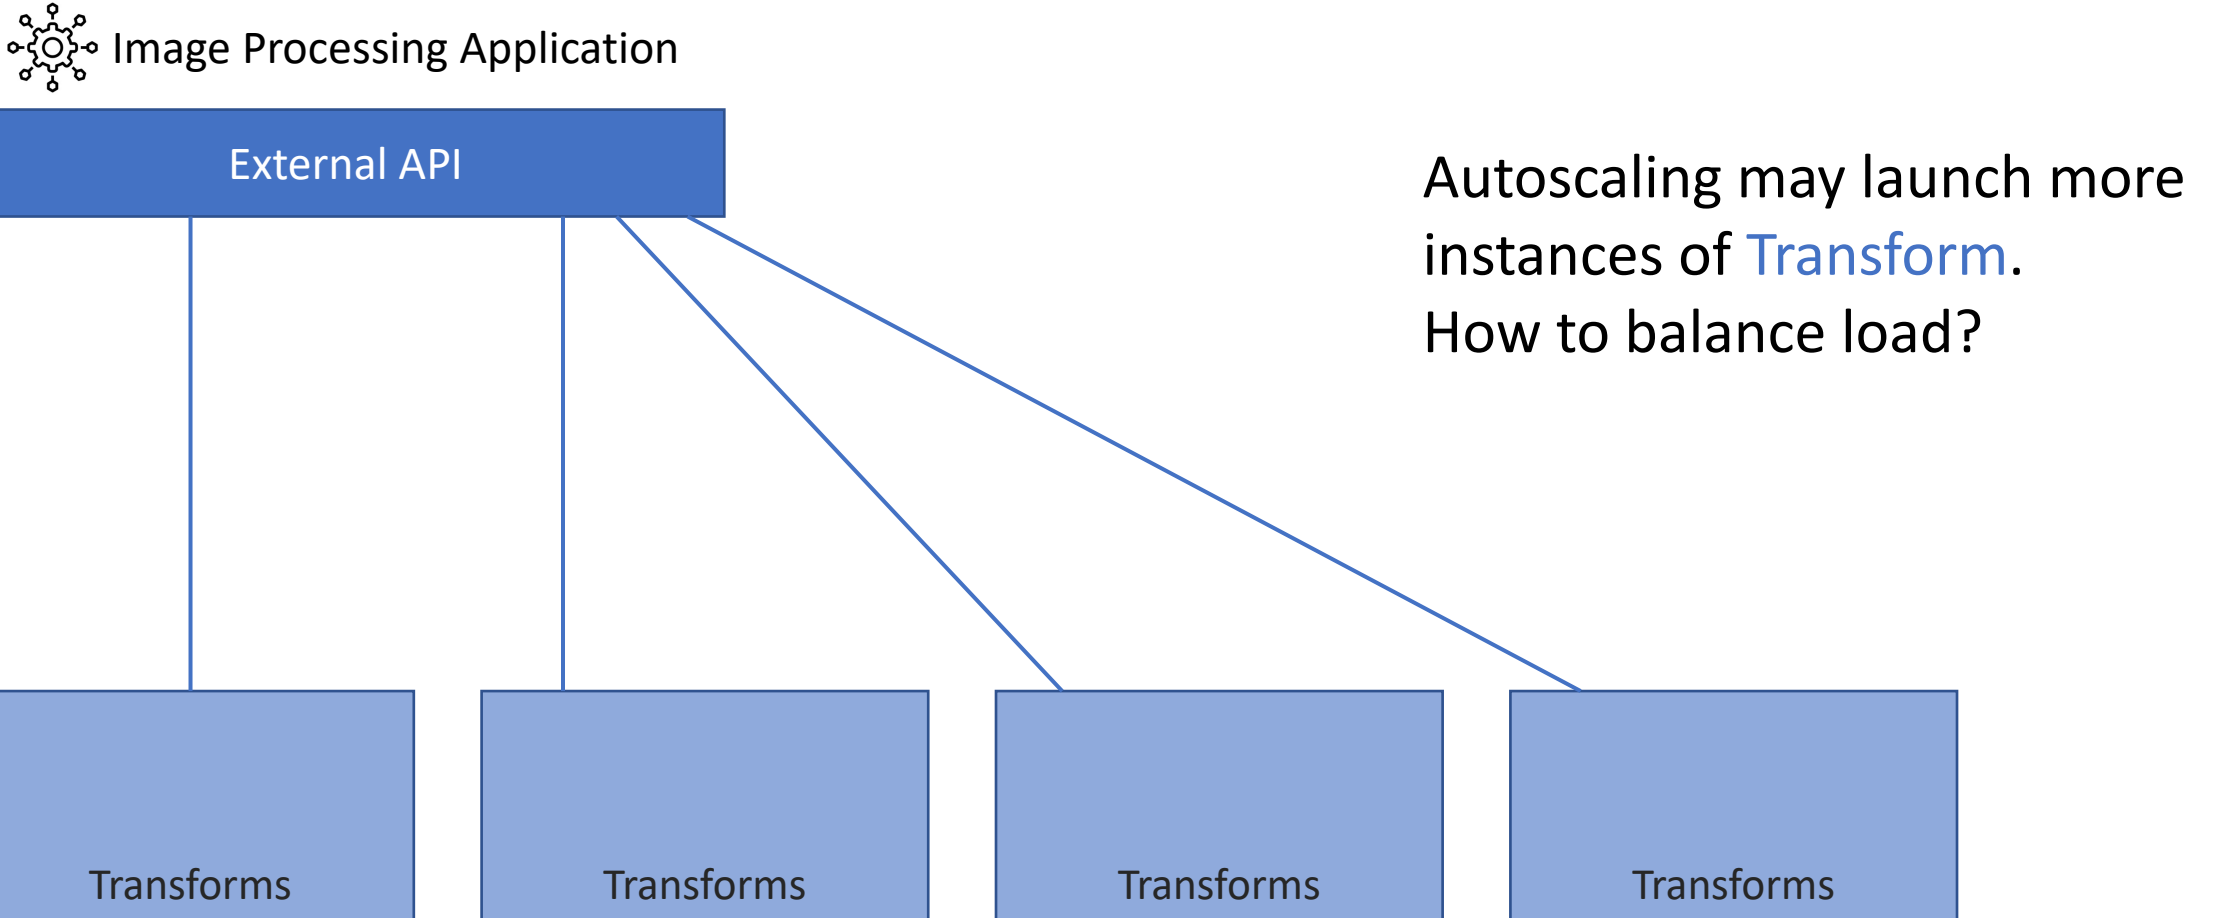 Image Processing Application
External API
Autoscaling may launch more
instances of Transform.
How to balance load?
Transforms
Transforms
Transforms
Transforms